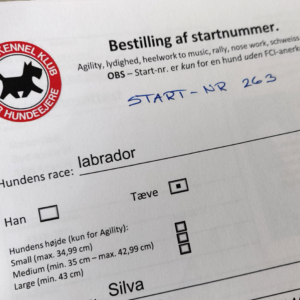 KENNEL KLUB
R HUNDEEJERE
Bestilling af startnummer.
Agility, lydighed, heelwork to music, rally, nose work, schweiss
OBS – Start-nr. er kun for en hund uden FCI-aner
START-NR 263
Hundens race: labrador
Han
Tæve
Hundens højde (kun for Agility):
Small (max. 34,99 cm)
Medium (min. 35 cm – max. 42,99 cm)
Large (min. 43 cm)
Silva